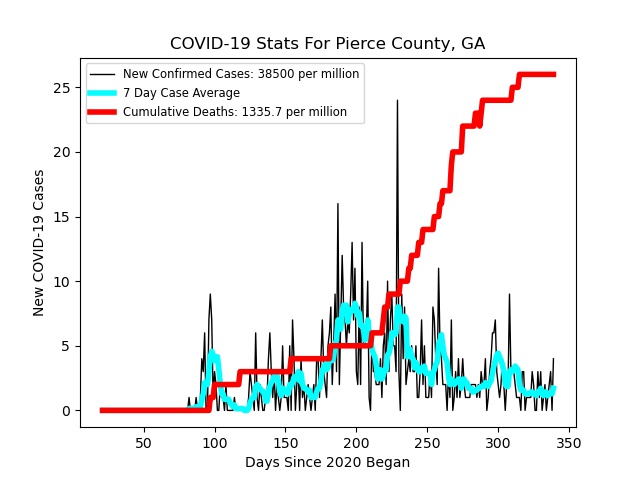 COVID-19 Stats For Pierce County, GA
New Confirmed Cases: 38500 per million
7 Day Case Average
Cumulative Deaths: 1335.7 per million
New COVID-19 Cases
25
20
15
10
5
0
50
100
150
200
250
300
350
Days Since 2020 Began